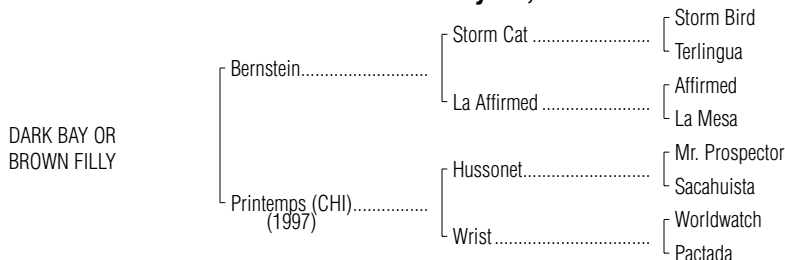 Storm Bird
Storm Cat ..............................
Terlingua
Bernstein................................
Affirmed
La Affirmed ...........................
La Mesa
DARK BAY OR
BROWN FILLY
Mr. Prospector
Hussonet................................
Sacahuista
Printemps (CHI)..................
(1997)
Worldwatch
Wrist .......................................
Pactada